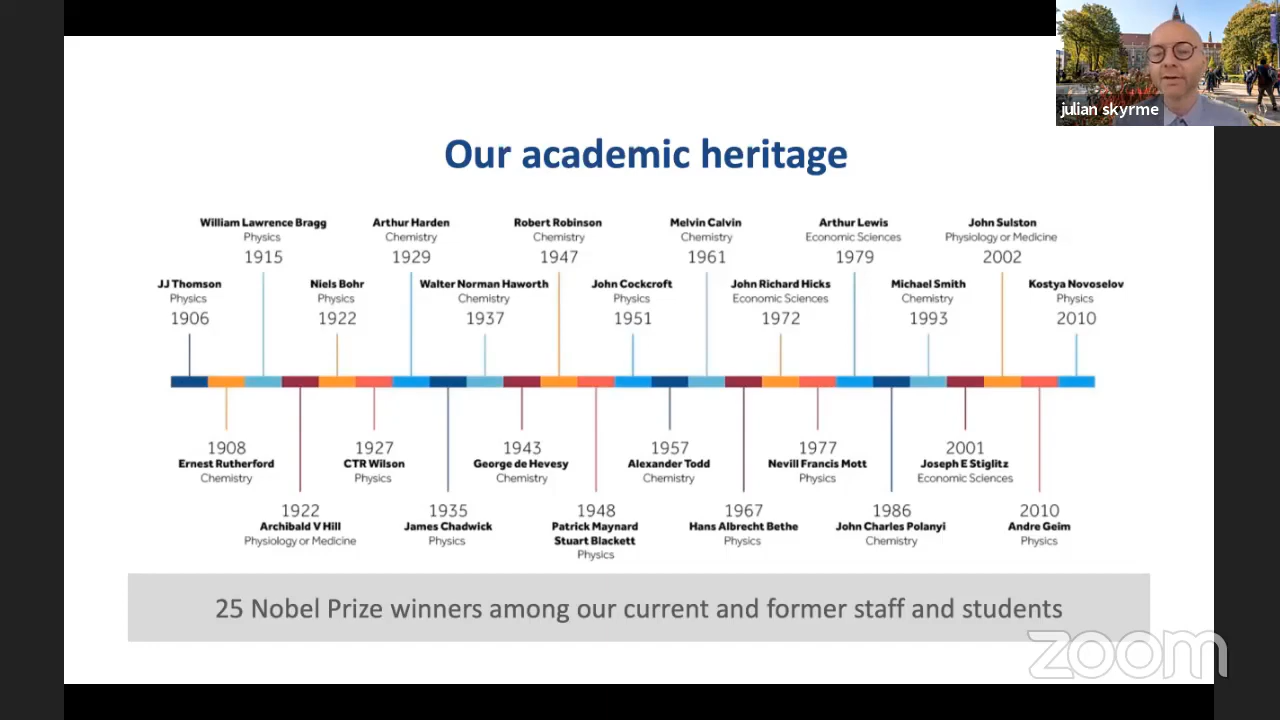 julian skyrme
Our academic heritage
William Lawrence Bragg
Physics
1915
Arthur Harden
Chemistry
1929
Robert Robinson
Chemistry
1947
Melvin Calvin
Chemistry
1961
Arthur Lewis
Economic Sciences
1979
John Sulston
Physiology or Medicine
2002
JJ Thomson
Physics
1906
Niels Bohr
Physics
1922
Walter Norman Haworth
Chemistry
1937
John Cockcroft
Physics
1951
John Richard Hicks
Economic Sciences
1972
Michael Smith
Chemistry
1993
Kostya Novoselov
Physics
2010
1908
Ernest Rutherford
Chemistry
1927
CTR Wilson
Physics
1943
George de Hevesy
Chemistry
1957
Alexander Todd
Chemistry
1977
Nevill Francis Mott
Physics
2001
Joseph E Stiglitz
Economic Sciences
1922
Archibald V Hill
Physiology or Medicine
1935
James Chadwick
Physics
1948
Patrick Maynard
Stuart Blackett
Physics
1967
Hans Albrecht Bethe
Physics
1986
John Charles Polanyi
Chemistry
2010
Andre Geim
Physics
25 Nobel Prize winners among our current and former staff and students
zoom